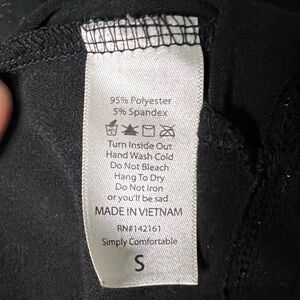 95% Polyester
5% Spandex
Turn Inside Out
Hand Wash Cold
Do Not Bleach
Hang To Dry
Do Not Iron
or you'll be sad
MADE IN VIETNAM
RN#142161
Simply Comfortable
S